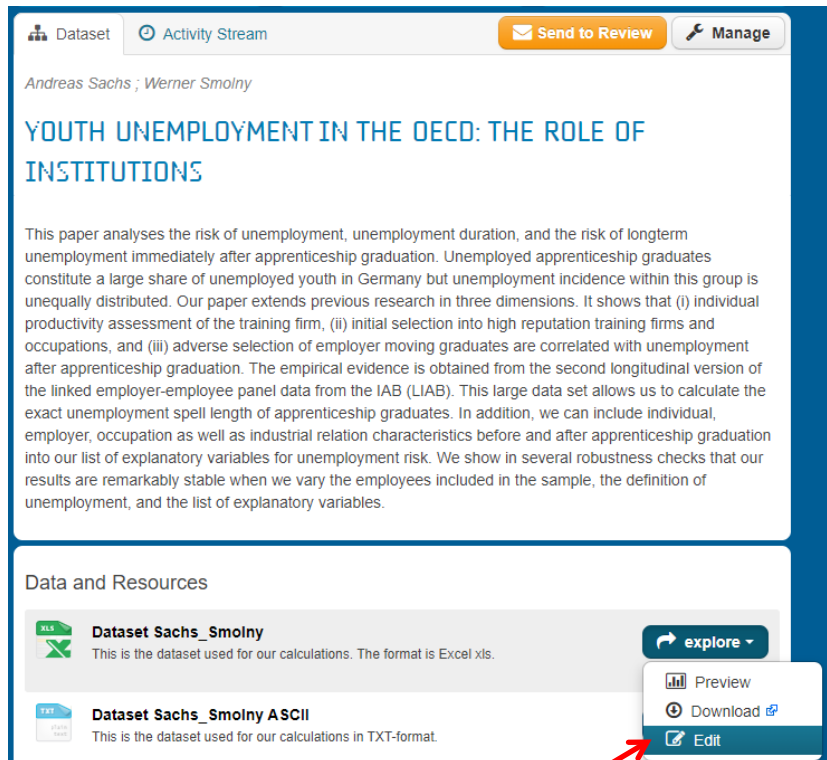 Dataset Activity Stream Send to Review Manage
Andreas Sachs ; Werner Smolny
YOUTH UNEMPLOYMENT IN THE OECD: THE ROLE OF
INSTITUTIONS
This paper analyses the risk of unemployment, unemployment duration, and the risk of longterm
unemployment immediately after apprenticeship graduation. Unemployed apprenticeship graduates
constitute a large share of unemployed youth in Germany but unemployment incidence within this group is
unequally distributed. Our paper extends previous research in three dimensions. It shows that (i) individual
productivity assessment of the training firm, (ii) initial selection into high reputation training firms and
occupations, and (iii) adverse selection of employer moving graduates are correlated with unemployment
after apprenticeship graduation. The empirical evidence is obtained from the second longitudinal version of
the linked employer-employee panel data from the IAB (LIAB). This large data set allows us to calculate the
exact unemployment spell length of apprenticeship graduates. In addition, we can include individual,
employer, occupation as well as industrial relation characteristics before and after apprenticeship graduation
into our list of explanatory variables for unemployment risk. We show in several robustness checks that our
results are remarkably stable when we vary the employees included in the sample, the definition of
unemployment, and the list of explanatory variables.
Data and Resources
XLS
Dataset Sachs_Smolny
This is the dataset used for our calculations. The format is Excel xls.
explore
Preview
Download
Edit
TXT
Dataset Sachs_Smolny ASCII
This is the dataset used for our calculations in TXT-format.